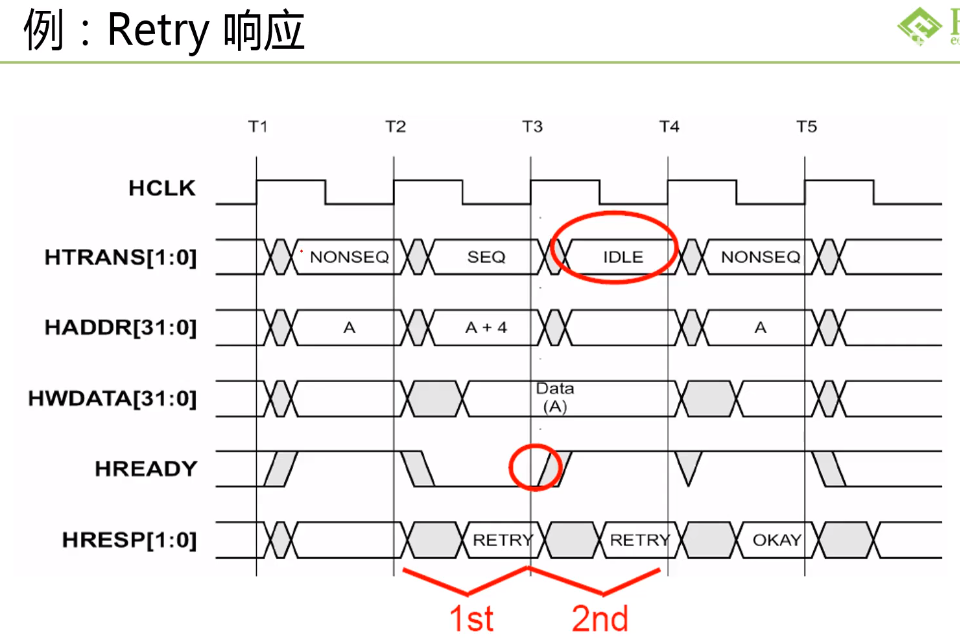 例：Retry 响应
T1 T2 T3 T4 T5
HCLK
HTRANS[1:0] NONSEQ SEQ IDLE NONSEQ
HADDR[31:0] A A + 4 A
HWDATA[31:0] Data
(A)
HREADY
HRESP[1:0] RETRY RETRY OKAY
1st 2nd